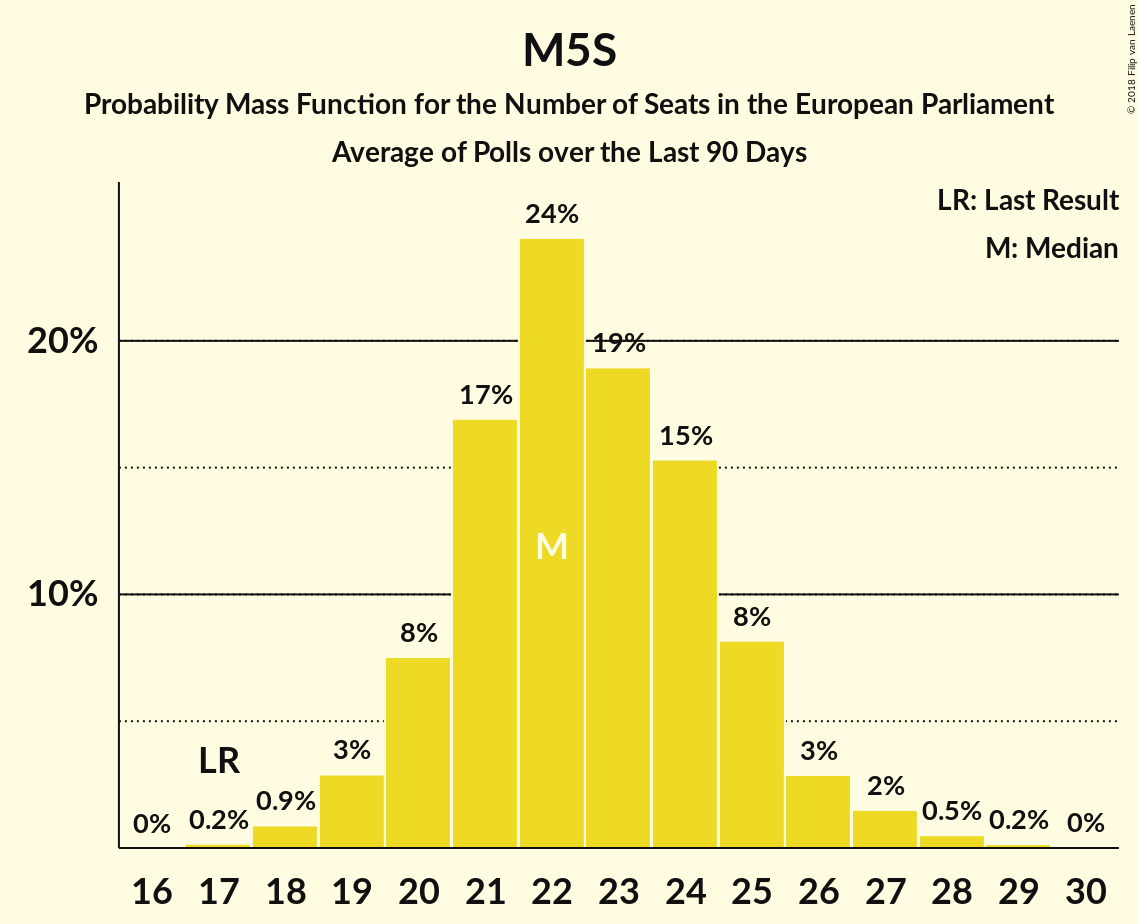 M5S
Probability Mass Function for the Number of Seats in the European Parliament
Average of Polls over the Last 90 Days
© 2018 Filip van Laenen
LR: Last Result
M: Median
20%
10%
0%
0.2%
0.9%
3%
8%
17%
24%
19%
15%
8%
3%
2%
0.5%
0.2%
0%
LR
M
16 17 18 19 20 21 22 23 24 25 26 27 28 29 30